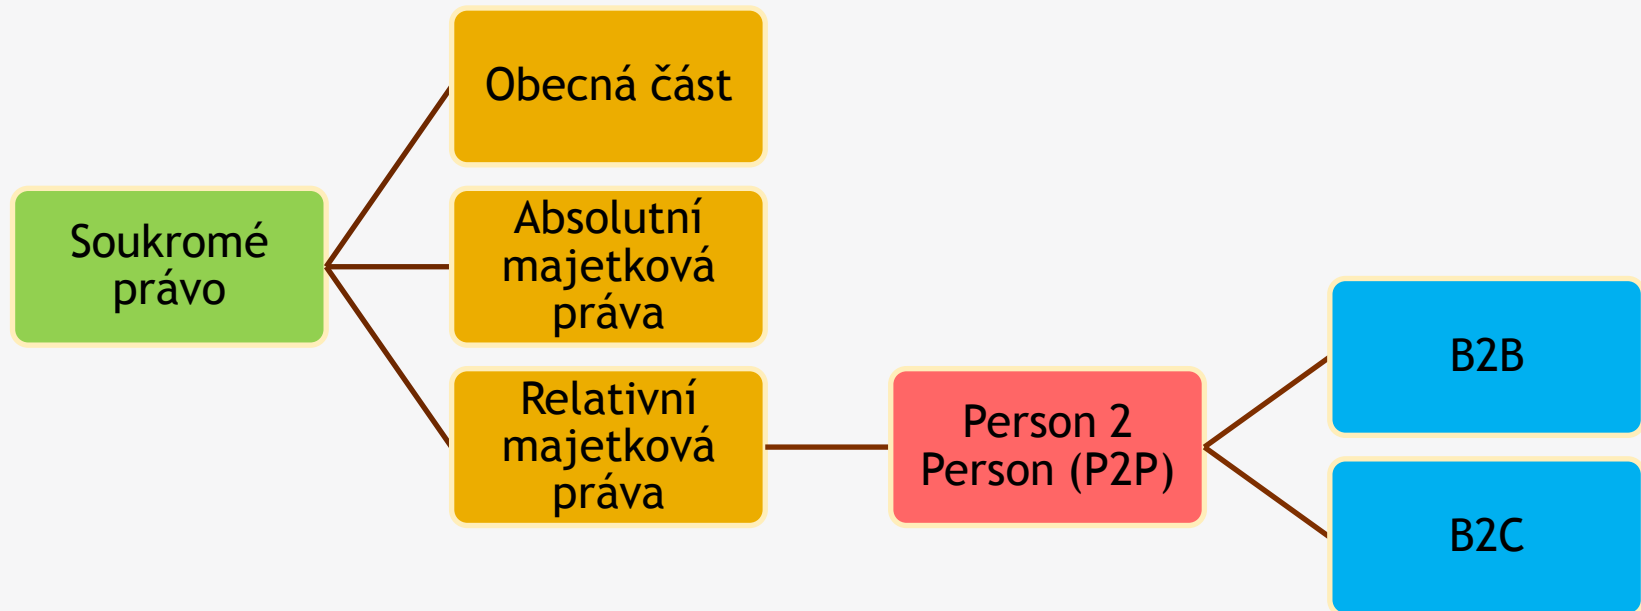 Obecná část
Soukromé
právo
Absolutní
majetková
práva
Relativní
majetková
práva
Person 2
Person (P2P)
B2B
B2C